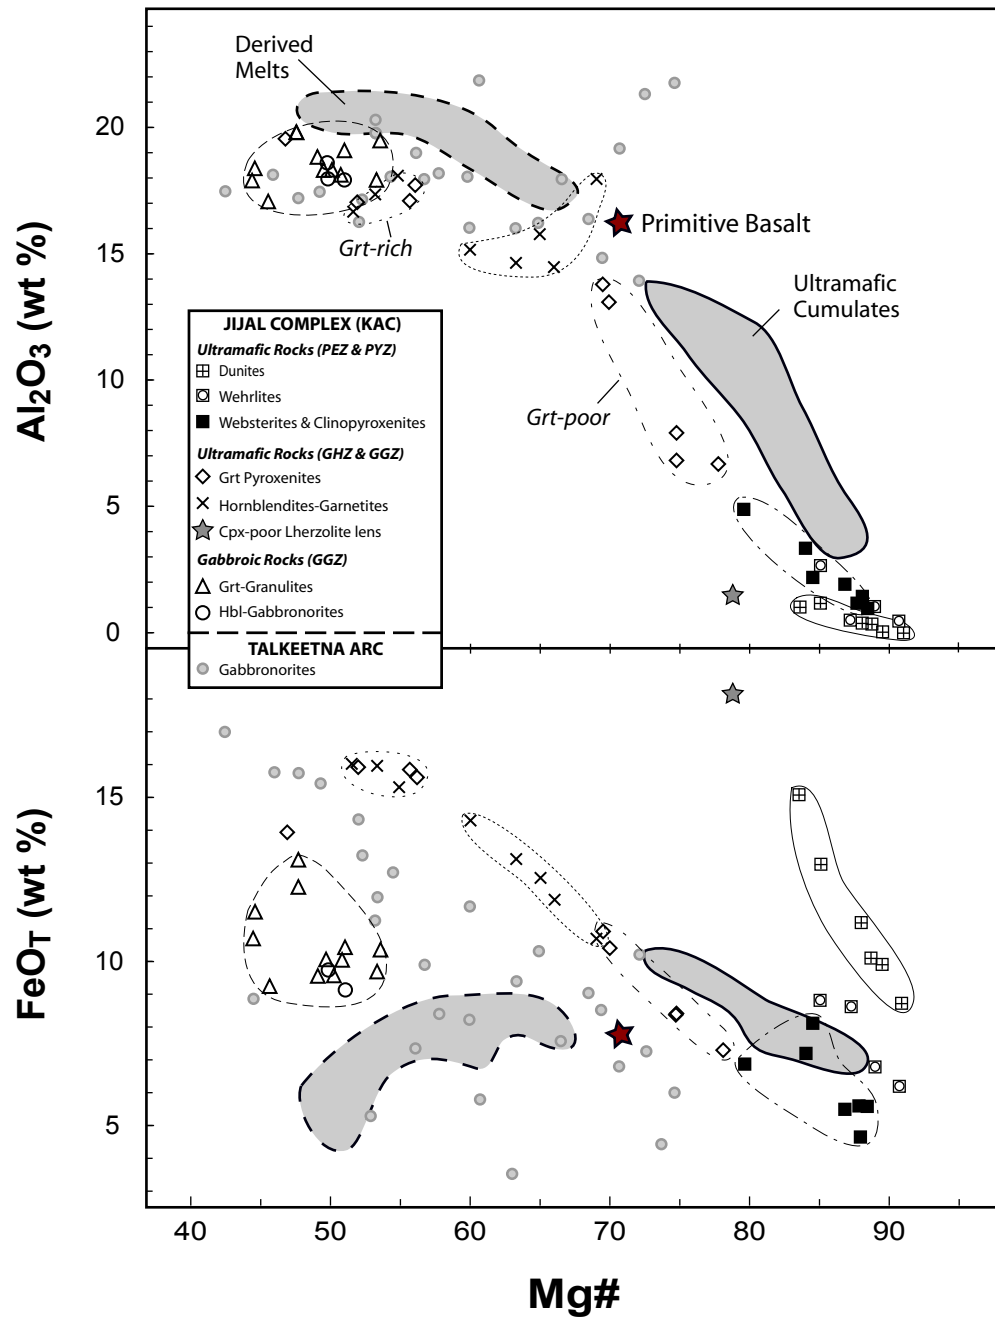 Derived
Melts
20
Al2O3 (wt %)
Primitive Basalt
Grt-rich
15
Ultramafic
Cumulates
JIJAL COMPLEX (KAC)
Ultramafic Rocks (PEZ & PYZ)
Dunites
Wehrlites
Websterites & Clinopyroxenites
Ultramafic Rocks (GHZ & GGZ)
Grt Pyroxenites
Hornblendites-Garnetites
Cpx-poor Lherzolite lens
Gabbroic Rocks (GGZ)
Grt-Granulites
Hbl-Gabbronorites
TALKEETNA ARC
Gabbronorites
10
Grt-poor
5
0
15
FeOT (wt %)
10
5
40 50 60 70 80 90
Mg#